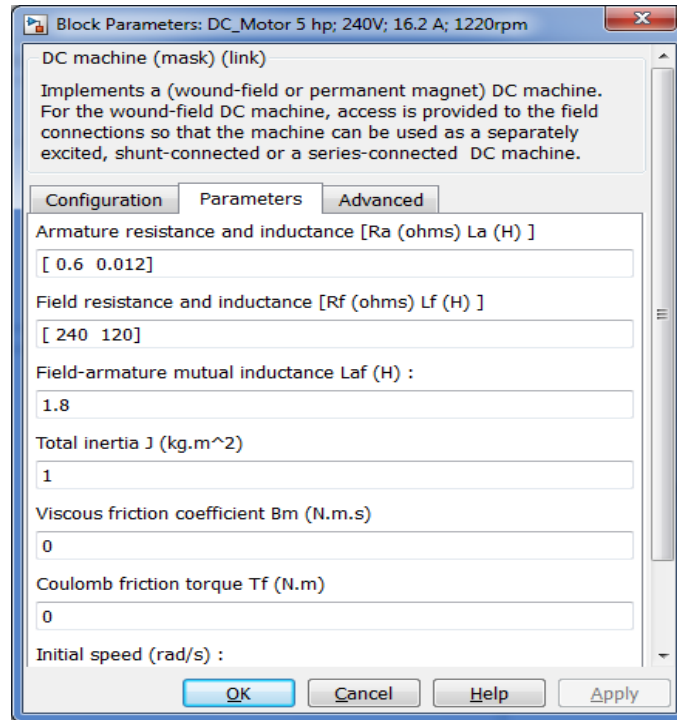 Block Parameters: DC_Motor 5 hp; 240V; 16.2 A; 1220rpm
DC machine (mask) (link)
Implements a (wound-field or permanent magnet) DC machine.
For the wound-field DC machine, access is provided to the field
connections so that the machine can be used as a separately
excited, shunt-connected or a series-connected DC machine.
Configuration Parameters Advanced
Armature resistance and inductance [Ra (ohms) La (H) ]
[ 0.6 0.012]
Field resistance and inductance [Rf (ohms) Lf (H) ]
[ 240 120]
Field-armature mutual inductance Laf (H) :
1.8
Total inertia J (kg.m^2)
1
Viscous friction coefficient Bm (N.m.s)
0
Coulomb friction torque Tf (N.m)
0
Initial speed (rad/s) :
OK Cancel Help Apply